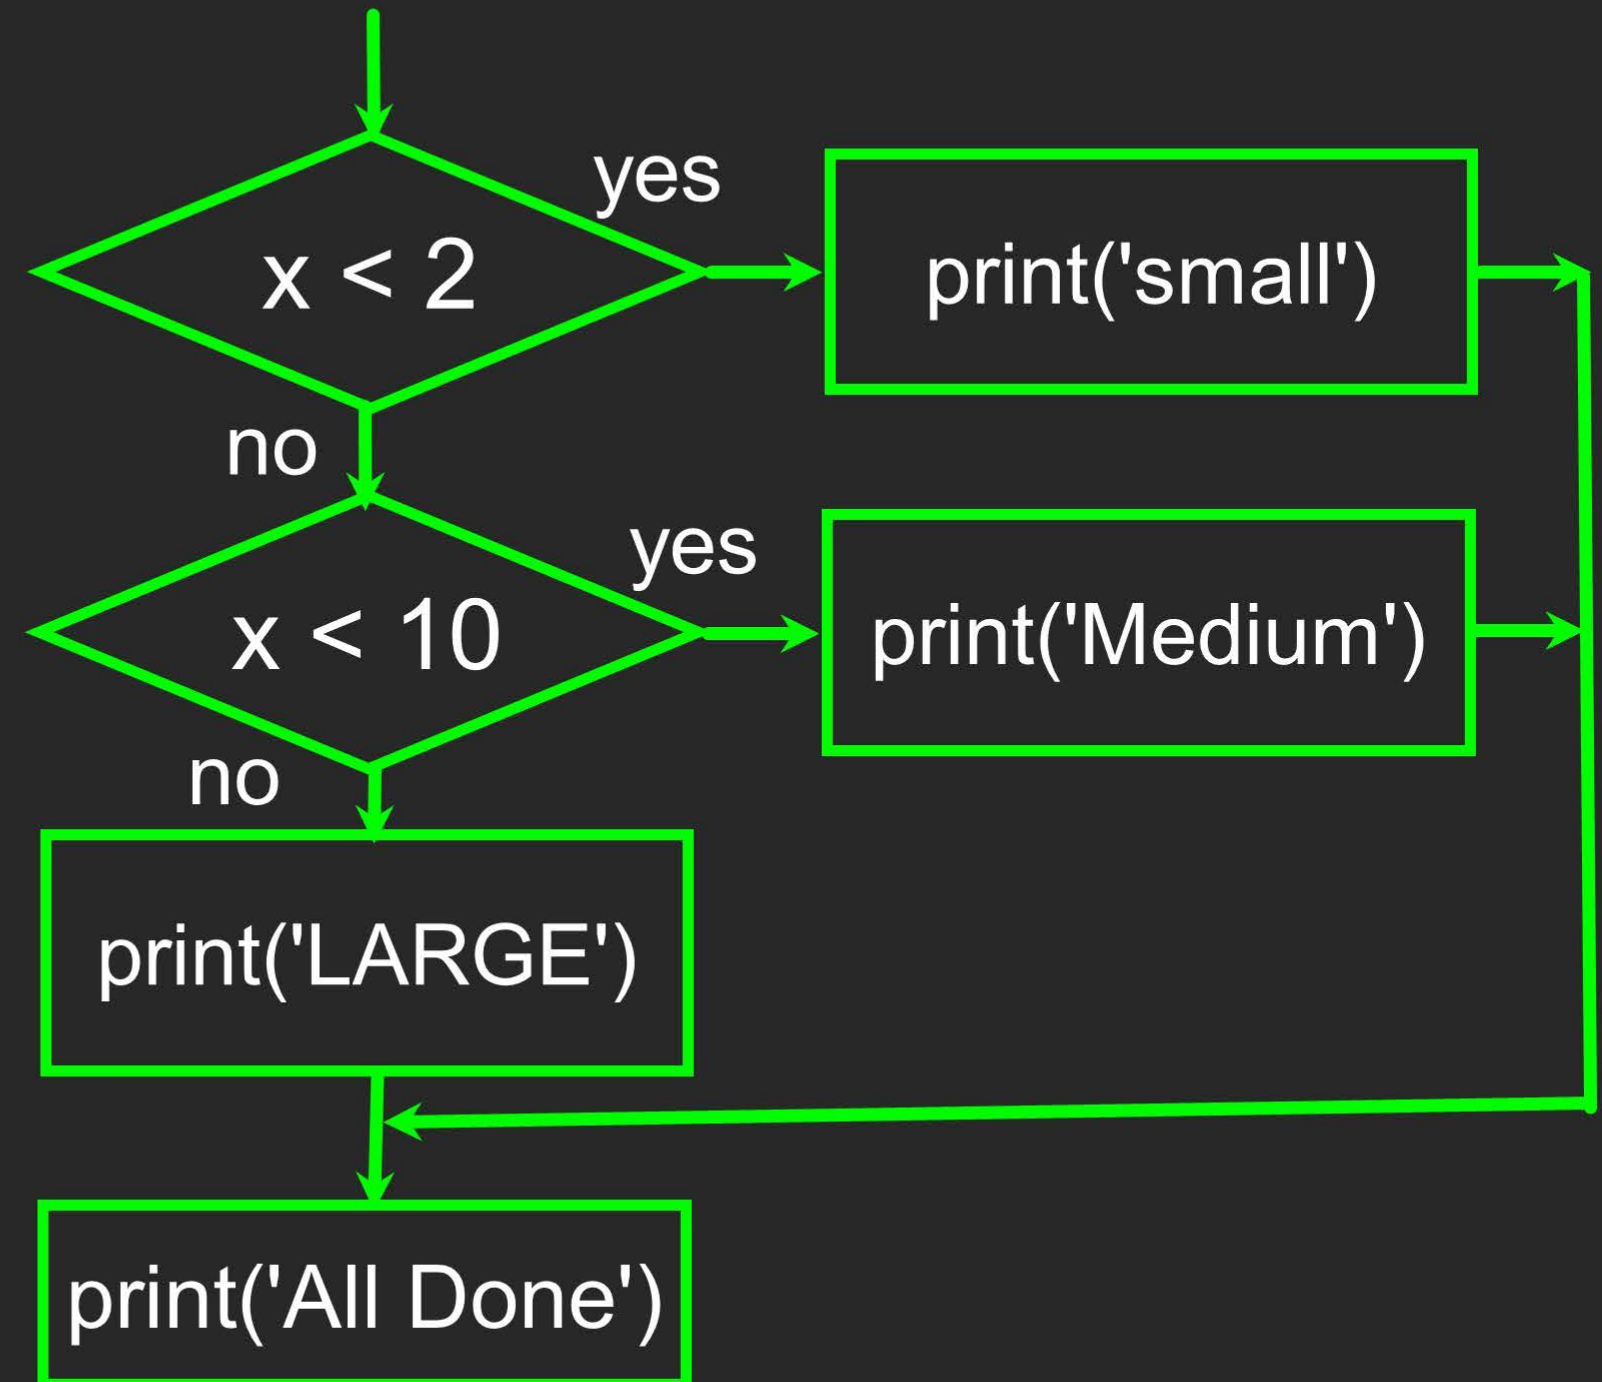 yes
x < 2
print('small')
no
yes
x < 10
print('Medium')
no
print('LARGE')
print('All Done')